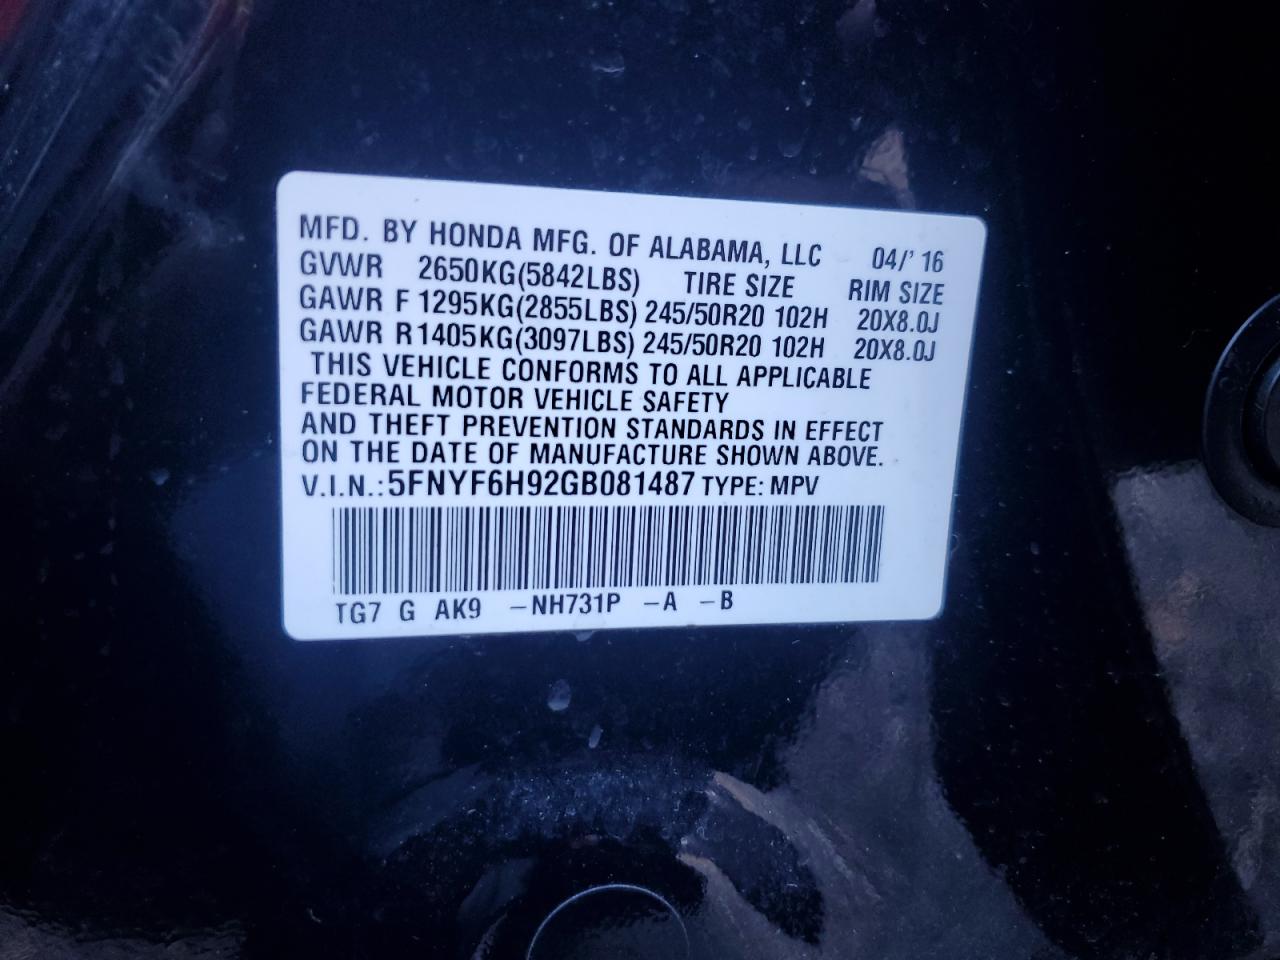 MFD. BY HONDA MFG. OF ALABAMA, LLC 04/'16
GVWR 2650KG(5842LBS) TIRE SIZE RIM SIZE
GAWR F 1295KG(2855LBS) 245/50R20 102H 20X8.0J
GAWR R 1405KG(3097LBS) 245/50R20 102H 20X8.0J
THIS VEHICLE CONFORMS TO ALL APPLICABLE
FEDERAL MOTOR VEHICLE SAFETY
AND THEFT PREVENTION STANDARDS IN EFFECT
ON THE DATE OF MANUFACTURE SHOWN ABOVE.
V.I.N.: 5FNYF6H92GB081487 TYPE: MPV
TG7 G AK9 -NH731P -A -B